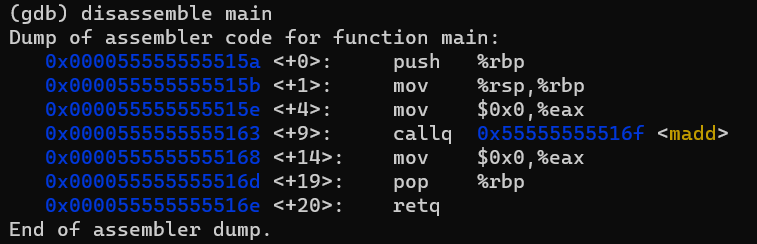 (gdb) disassemble main
Dump of assembler code for function main:
   0x000055555555515a <+0>:     push   %rbp
   0x000055555555515b <+1>:     mov    %rsp,%rbp
   0x000055555555515e <+4>:     mov    $0x0,%eax
   0x0000555555555163 <+9>:     callq  0x55555555516f <madd>
   0x0000555555555168 <+14>:    mov    $0x0,%eax
   0x000055555555516d <+19>:    pop    %rbp
   0x000055555555516e <+20>:    retq
End of assembler dump.